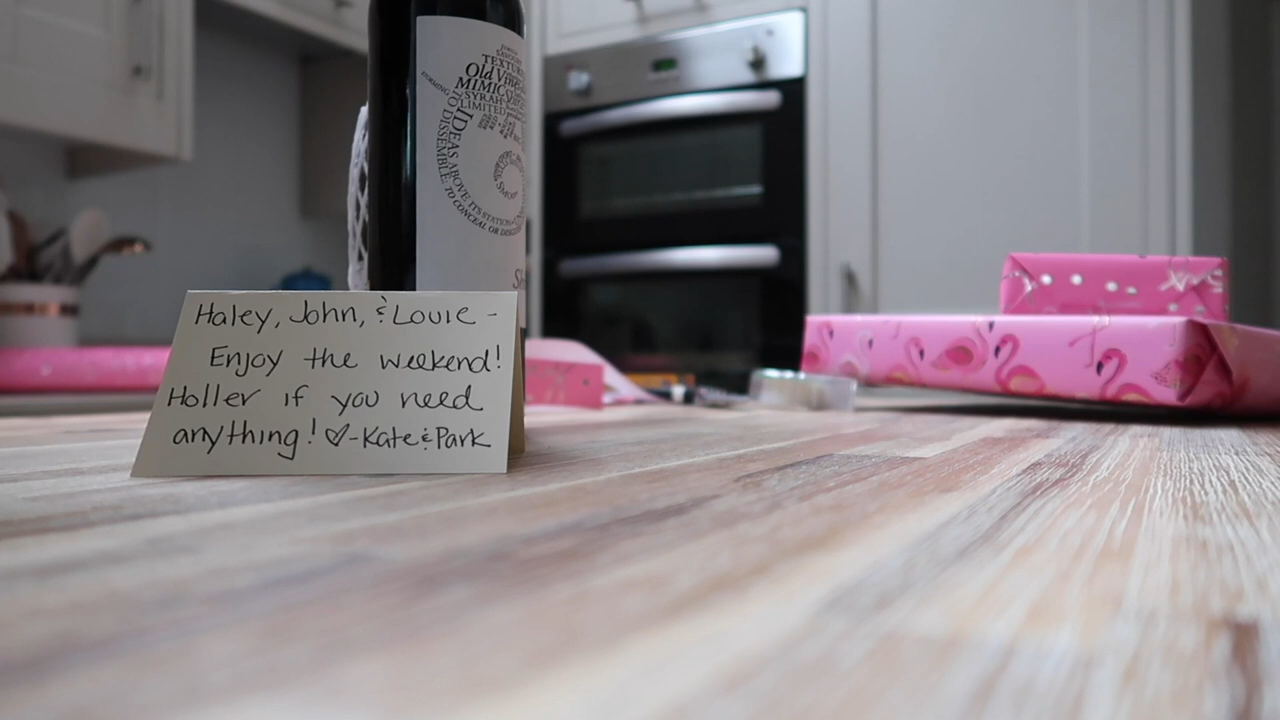 TEXTUR
Old Vine
MIMIC
SYRAH
LIMITED
IDEAS ABOVE ITS STATION
TO DISSEMBLE: TO CONCEAL OR DISG
Haley, John, & Louie -
Enjoy the weekend!
Holler if you need
anything! ♡-Kate & Park